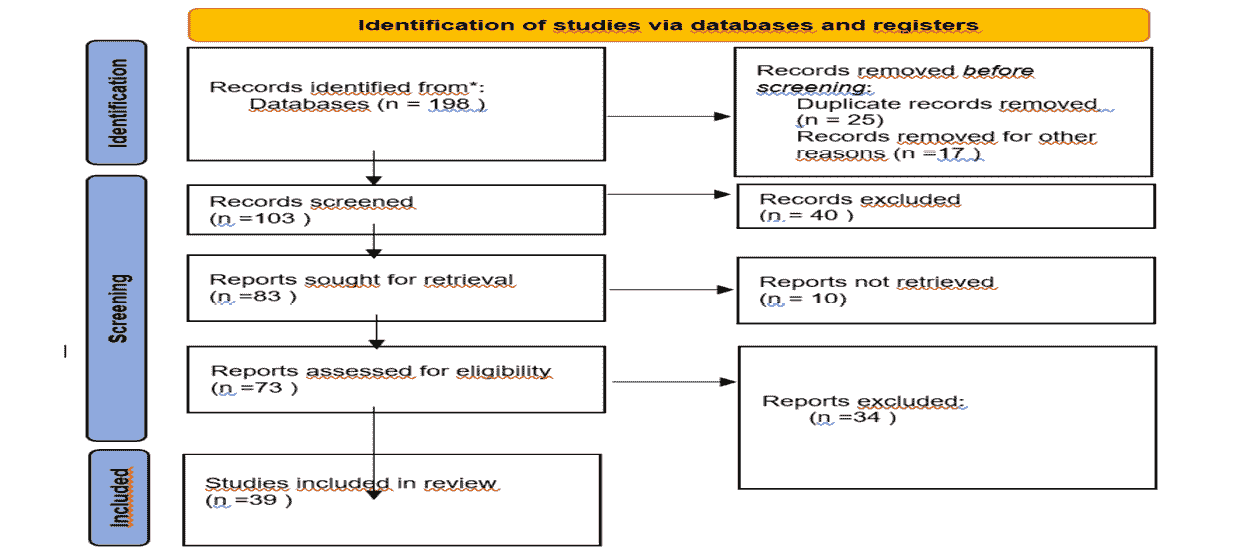 Identification of studies via databases and registers
Identification
Records identified from*:
Databases (n = 198 )
Records removed before
screening:
Duplicate records removed
(n = 25)
Records removed for other
reasons (n =17 )
Screening
Records screened
(n =103 )
Records excluded
(n = 40 )
Reports sought for retrieval
(n =83 )
Reports not retrieved
(n = 10)
Reports assessed for eligibility
(n =73 )
Reports excluded:
(n =34 )
Included
Studies included in review
(n =39 )